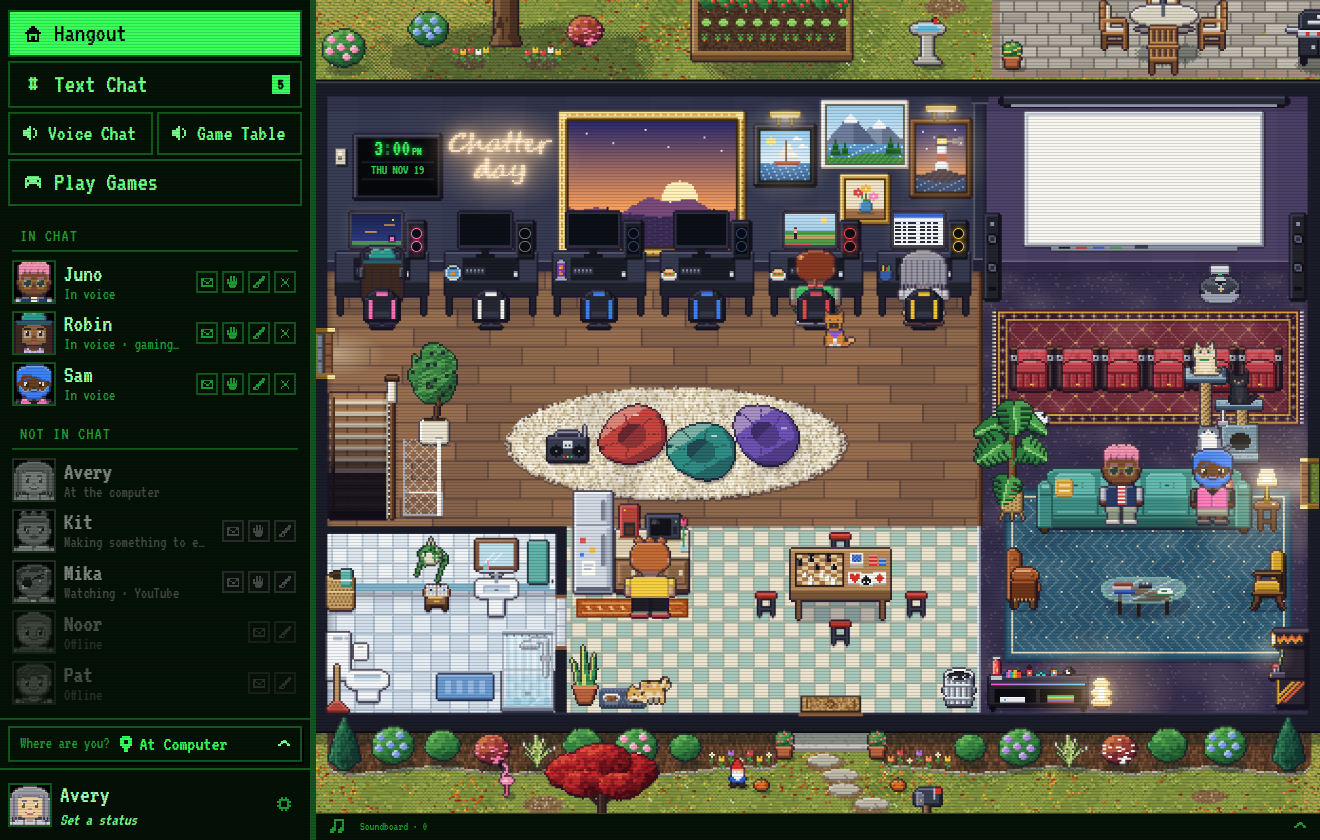 Hangout
# Text Chat 5
Voice Chat
Game Table
Play Games
IN CHAT
Juno
In voice
Robin
In voice · gaming…
Sam
In voice
NOT IN CHAT
Avery
At the computer
Kit
Making something to e…
Mika
Watching · YouTube
Noor
Offline
Pat
Offline
Where are you? At Computer
Avery
Set a status
3:00 PM
THU NOV 19
Chatter
day
Soundboard · 0